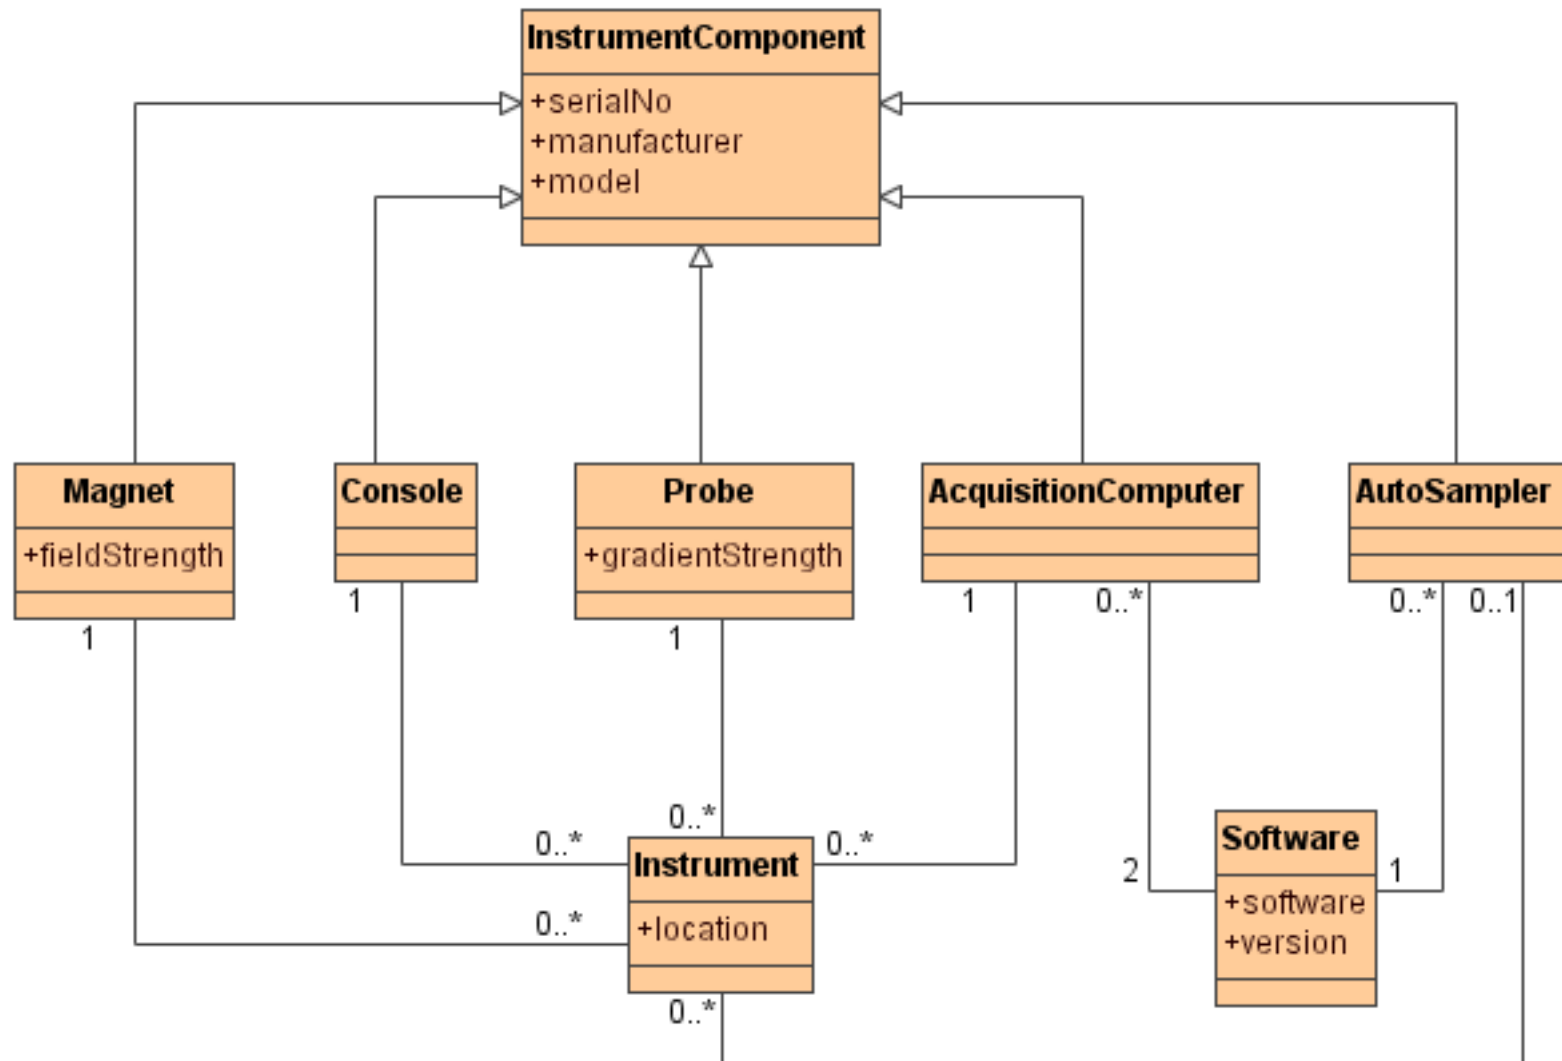 InstrumentComponent
+serialNo
+manufacturer
+model
Magnet
+fieldStrength
Console
Probe
+gradientStrength
AcquisitionComputer
AutoSampler
1
1
1
1
0..*
0..*
0..1
0..*
0..*
0..*
0..*
Instrument
+location
0..*
2
1
Software
+software
+version